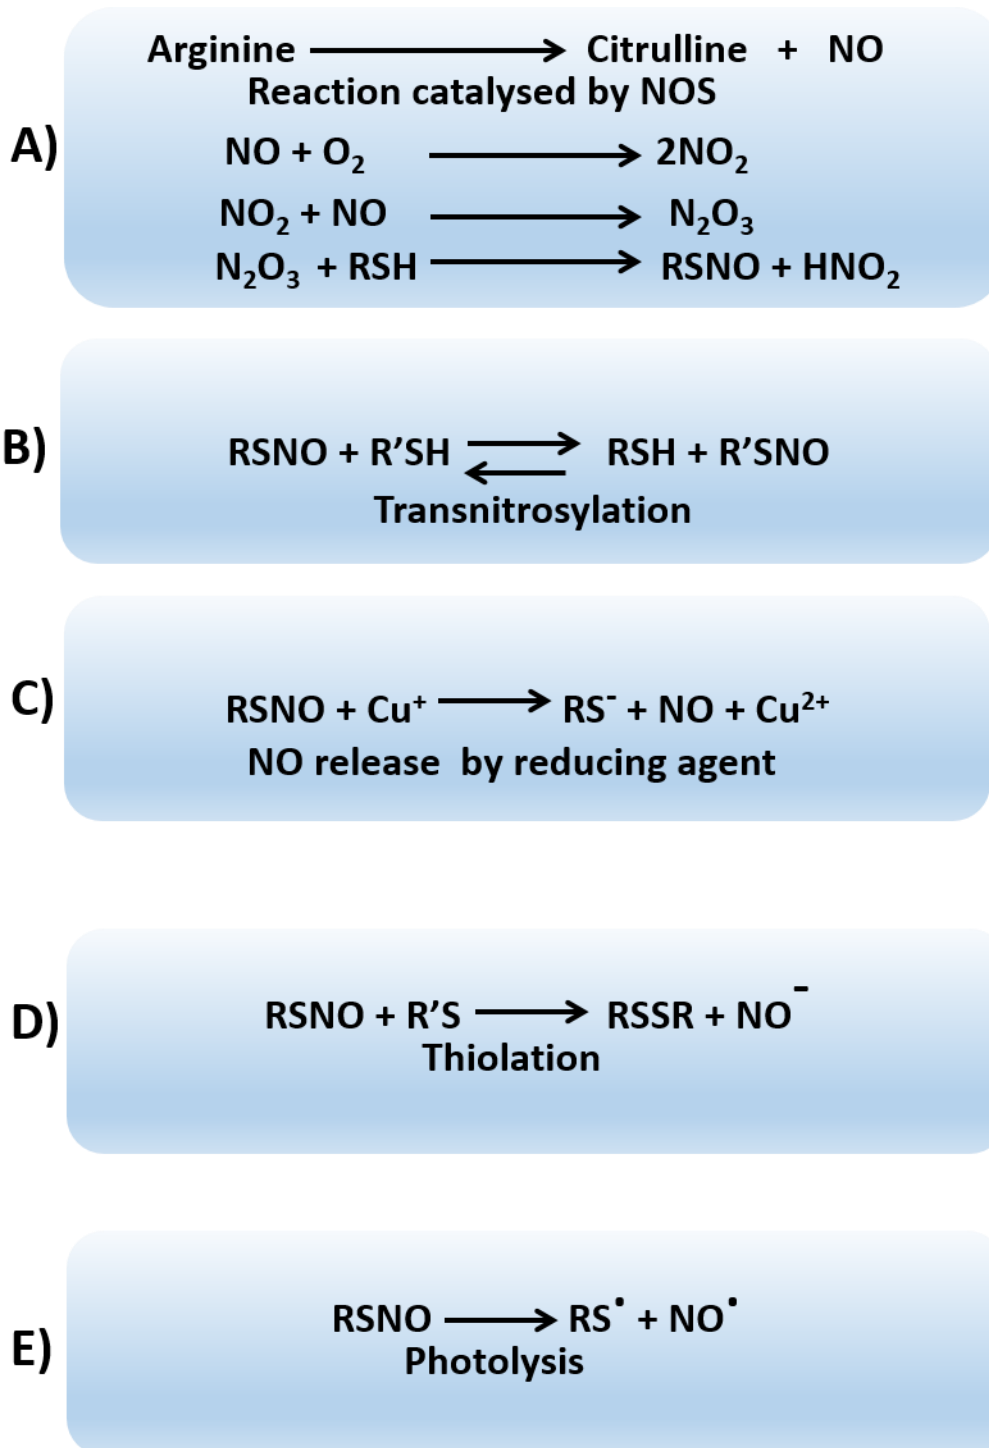 Arginine ⟶ Citrulline + NO
Reaction catalysed by NOS
A)
NO + O₂ ⟶ 2NO₂
NO₂ + NO ⟶ N₂O₃
N₂O₃ + RSH ⟶ RSNO + HNO₂
B)
RSNO + R’SH ⇄ RSH + R’SNO
Transnitrosylation
C)
RSNO + Cu⁺ ⟶ RS⁻ + NO + Cu²⁺
NO release by reducing agent
D)
RSNO + R’S ⟶ RSSR + NO⁻
Thiolation
E)
RSNO ⟶ RS˙ + NO˙
Photolysis